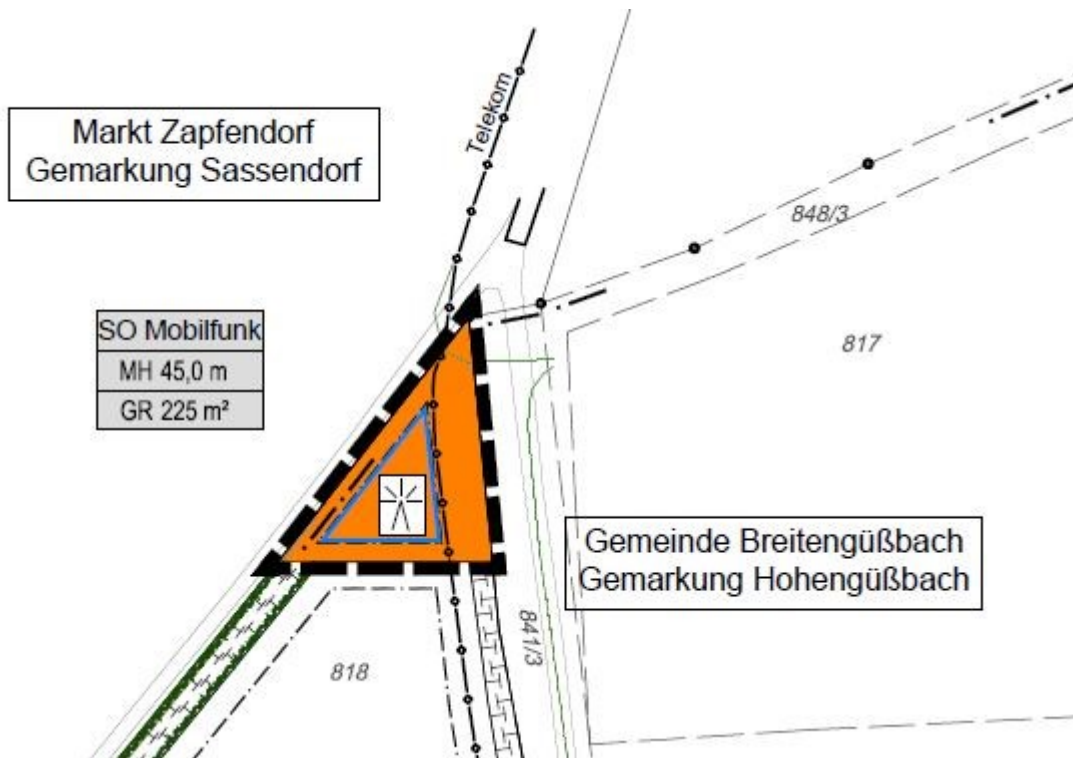 Telekom
Markt Zapfendorf
Gemarkung Sassendorf
848/3
SO Mobilfunk
MH 45,0 m
GR 225 m²
817
Gemeinde Breitengüßbach
Gemarkung Hohengüßbach
841/3
818